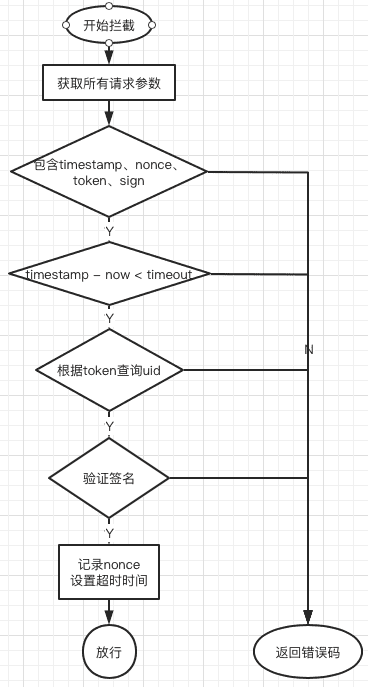 开始拦截
获取所有请求参数
包含timestamp、nonce、
token、sign
Y
timestamp - now < timeout
Y
N
根据token查询uid
Y
验证签名
Y
记录nonce
设置超时时间
放行
返回错误码